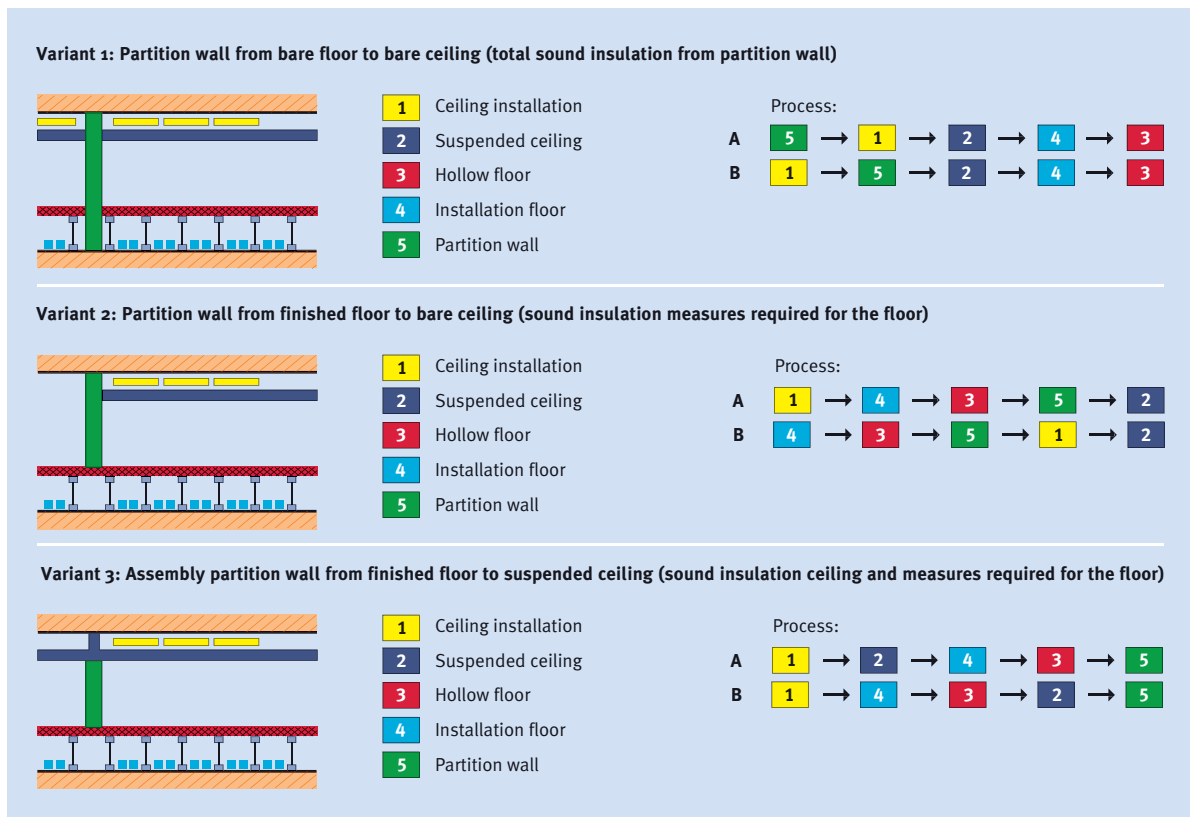 Variant 1: Partition wall from bare floor to bare ceiling (total sound insulation from partition wall)
1 Ceiling installation
2 Suspended ceiling
3 Hollow floor
4 Installation floor
5 Partition wall
Process:
A 5 → 1 → 2 → 4 → 3
B 1 → 5 → 2 → 4 → 3
Variant 2: Partition wall from finished floor to bare ceiling (sound insulation measures required for the floor)
1 Ceiling installation
2 Suspended ceiling
3 Hollow floor
4 Installation floor
5 Partition wall
Process:
A 1 → 4 → 3 → 5 → 2
B 4 → 3 → 5 → 1 → 2
Variant 3: Assembly partition wall from finished floor to suspended ceiling (sound insulation ceiling and measures required for the floor)
1 Ceiling installation
2 Suspended ceiling
3 Hollow floor
4 Installation floor
5 Partition wall
Process:
A 1 → 2 → 4 → 3 → 5
B 1 → 4 → 3 → 2 → 5